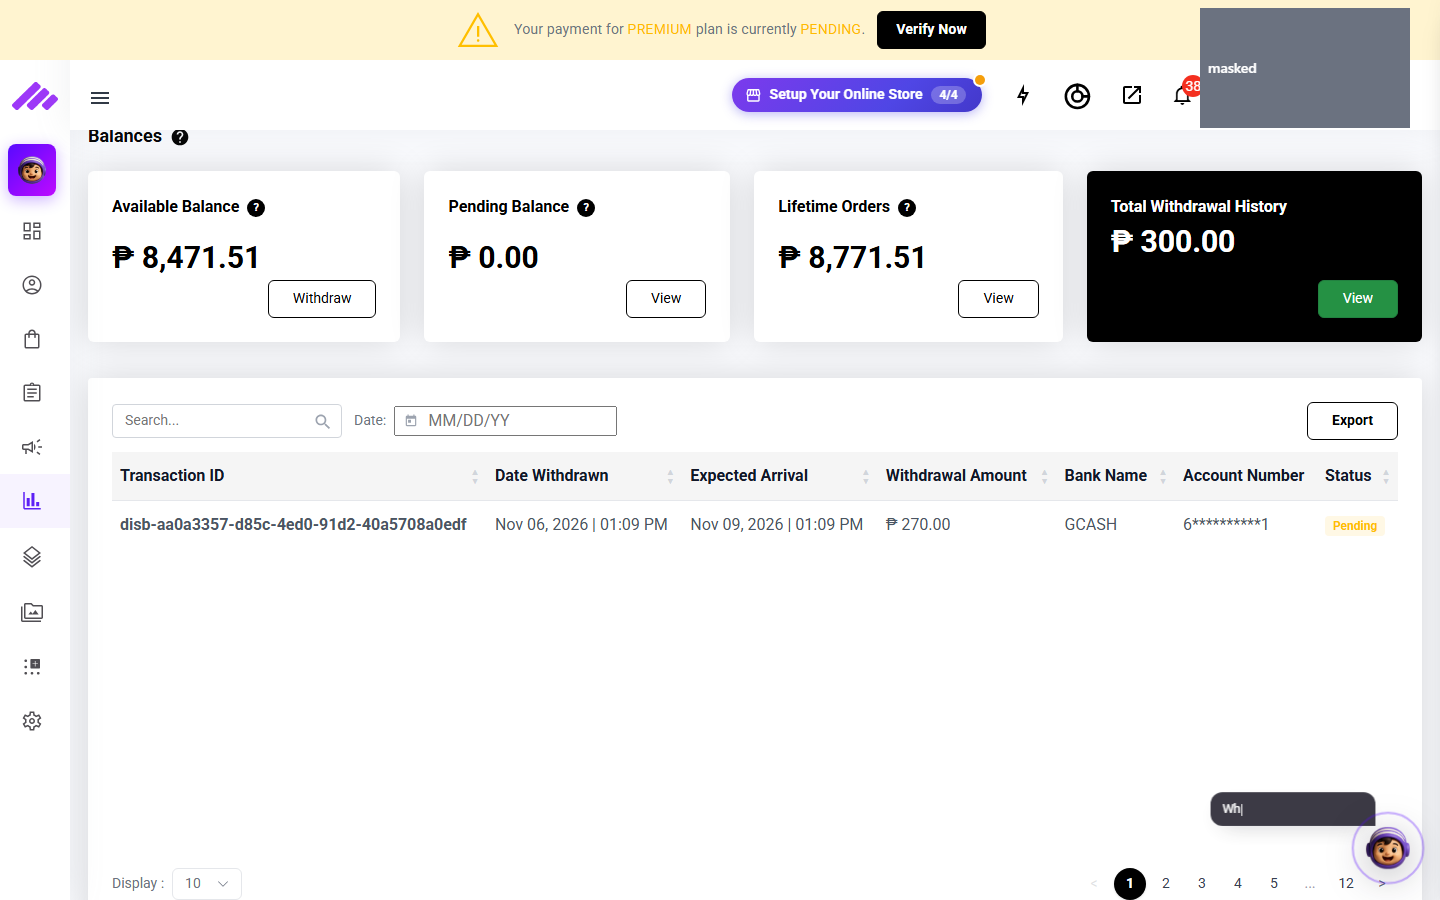 Your payment for PREMIUM plan is currently PENDING.
Verify Now
masked
Setup Your Online Store 4/4
38
Balances ?
Available Balance ?
₱ 8,471.51
Withdraw
Pending Balance ?
₱ 0.00
View
Lifetime Orders ?
₱ 8,771.51
View
Total Withdrawal History
₱ 300.00
View
Search...
Date: MM/DD/YY
Export
Transaction ID Date Withdrawn Expected Arrival Withdrawal Amount Bank Name Account Number Status
disb-aa0a3357-d85c-4ed0-91d2-40a5708a0edf Nov 06, 2026 | 01:09 PM Nov 09, 2026 | 01:09 PM ₱ 270.00 GCASH 6**********1 Pending
Wh|
Display : 10
< 1 2 3 4 5 ... 12 >